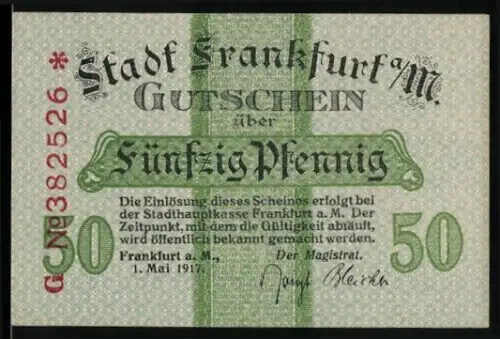 Stadt Frankfurt a/M.
GUTSCHEIN
über
Fünfzig Pfennig
Die Einlösung dieses Scheines erfolgt bei
der Stadthauptkasse Frankfurt a. M. Der
Zeitpunkt, mit dem die Gültigkeit abläuft,
wird öffentlich bekannt gemacht werden.
50 50
Frankfurt a. M., Der Magistrat.
1. Mai 1917.
G No 382526 *